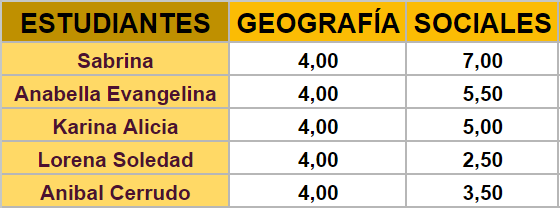 ESTUDIANTES GEOGRAFÍA SOCIALES
Sabrina 4,00 7,00
Anabella Evangelina 4,00 5,50
Karina Alicia 4,00 5,00
Lorena Soledad 4,00 2,50
Anibal Cerrudo 4,00 3,50